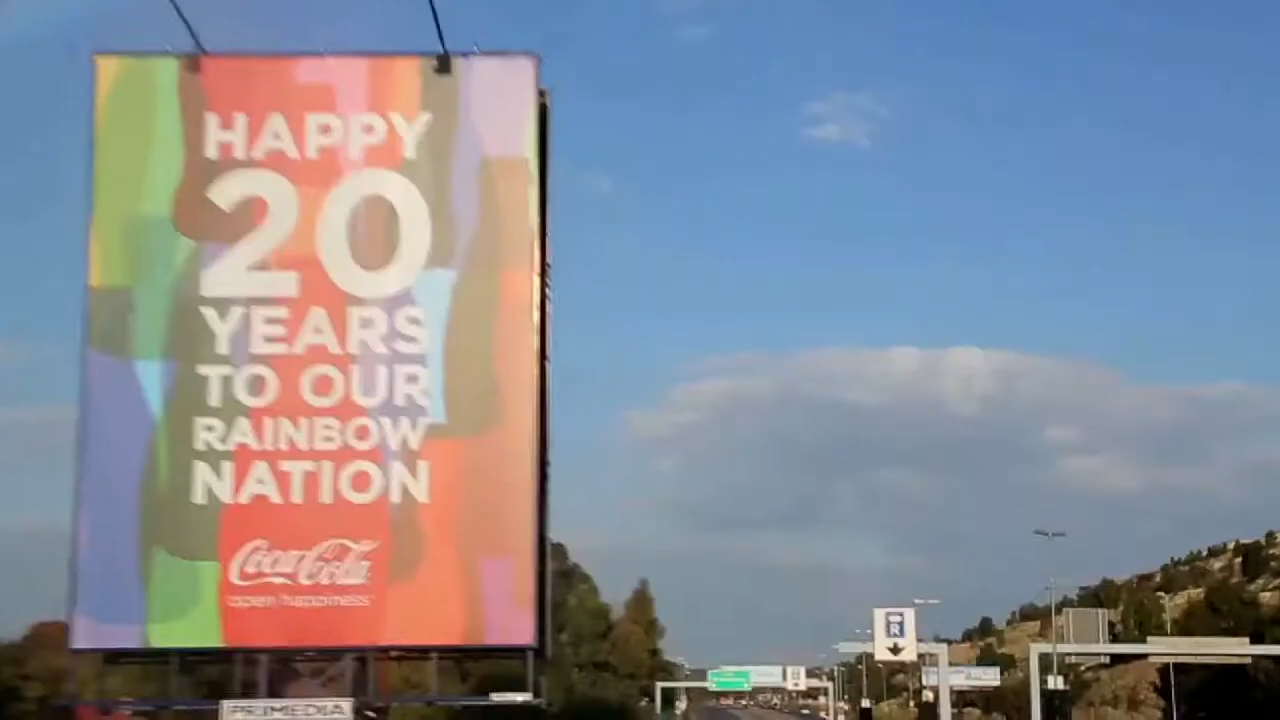 HAPPY
20
YEARS
TO OUR
RAINBOW
NATION
Coca-Cola
open happiness
PRIMEDIA
R